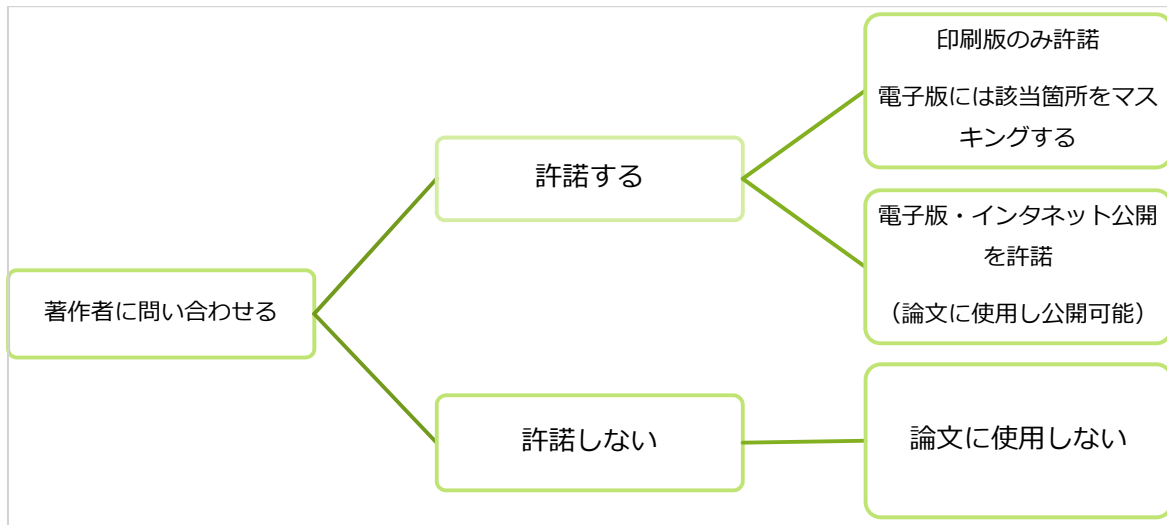 印刷版のみ許諾
電子版には該当箇所をマス
キングする
許諾する
電子版・インタネット公開
を許諾
（論文に使用し公開可能）
著作者に問い合わせる
許諾しない
論文に使用しない